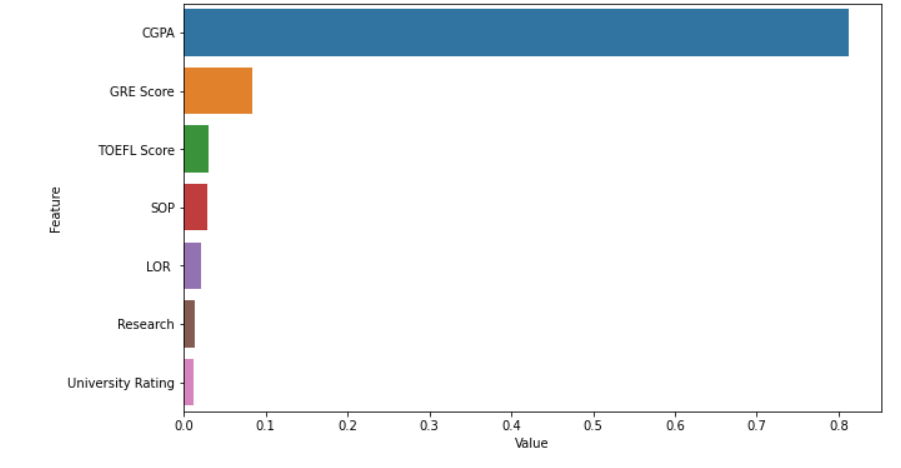 CGPA
GRE Score
TOEFL Score
SOP
LOR
Research
University Rating
Feature
0.0 0.1 0.2 0.3 0.4 0.5 0.6 0.7 0.8
Value